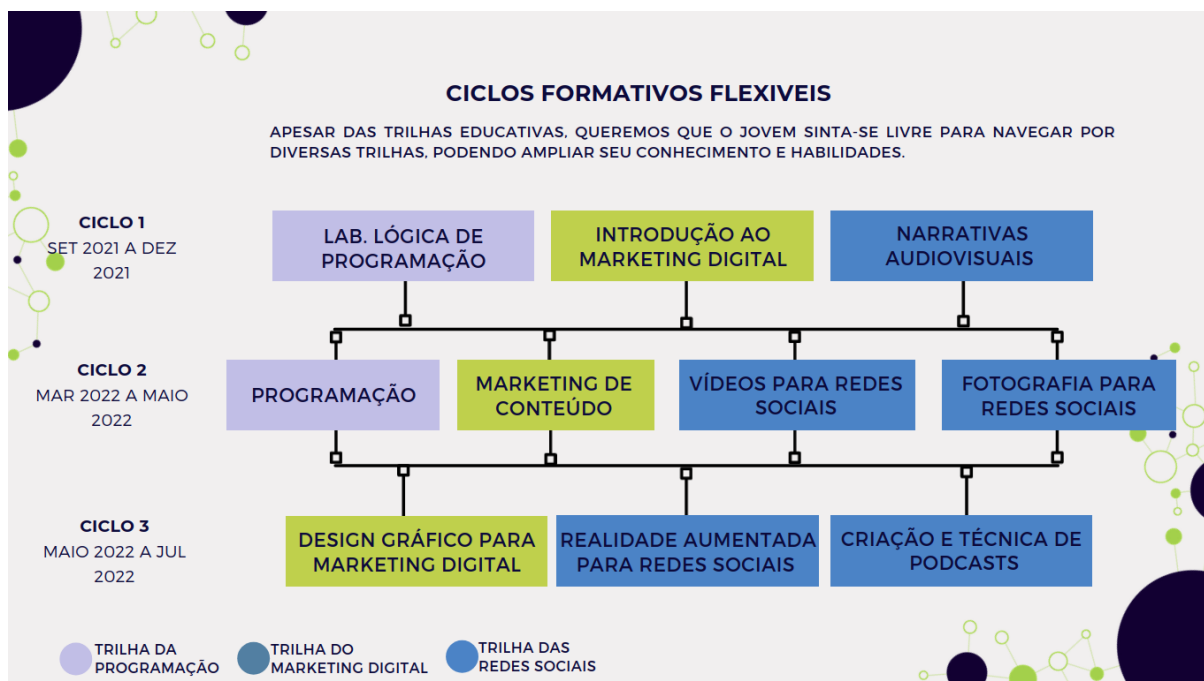 CICLOS FORMATIVOS FLEXIVEIS
APESAR DAS TRILHAS EDUCATIVAS, QUEREMOS QUE O JOVEM SINTA-SE LIVRE PARA NAVEGAR POR
DIVERSAS TRILHAS, PODENDO AMPLIAR SEU CONHECIMENTO E HABILIDADES.
CICLO 1
SET 2021 A DEZ
2021
LAB. LÓGICA DE
PROGRAMAÇÃO
INTRODUÇÃO AO
MARKETING DIGITAL
NARRATIVAS
AUDIOVISUAIS
CICLO 2
MAR 2022 A MAIO
2022
PROGRAMAÇÃO
MARKETING DE
CONTEÚDO
VÍDEOS PARA REDES
SOCIAIS
FOTOGRAFIA PARA
REDES SOCIAIS
CICLO 3
MAIO 2022 A JUL
2022
DESIGN GRÁFICO PARA
MARKETING DIGITAL
REALIDADE AUMENTADA
PARA REDES SOCIAIS
CRIAÇÃO E TÉCNICA DE
PODCASTS
TRILHA DA
PROGRAMAÇÃO
TRILHA DO
MARKETING DIGITAL
TRILHA DAS
REDES SOCIAIS